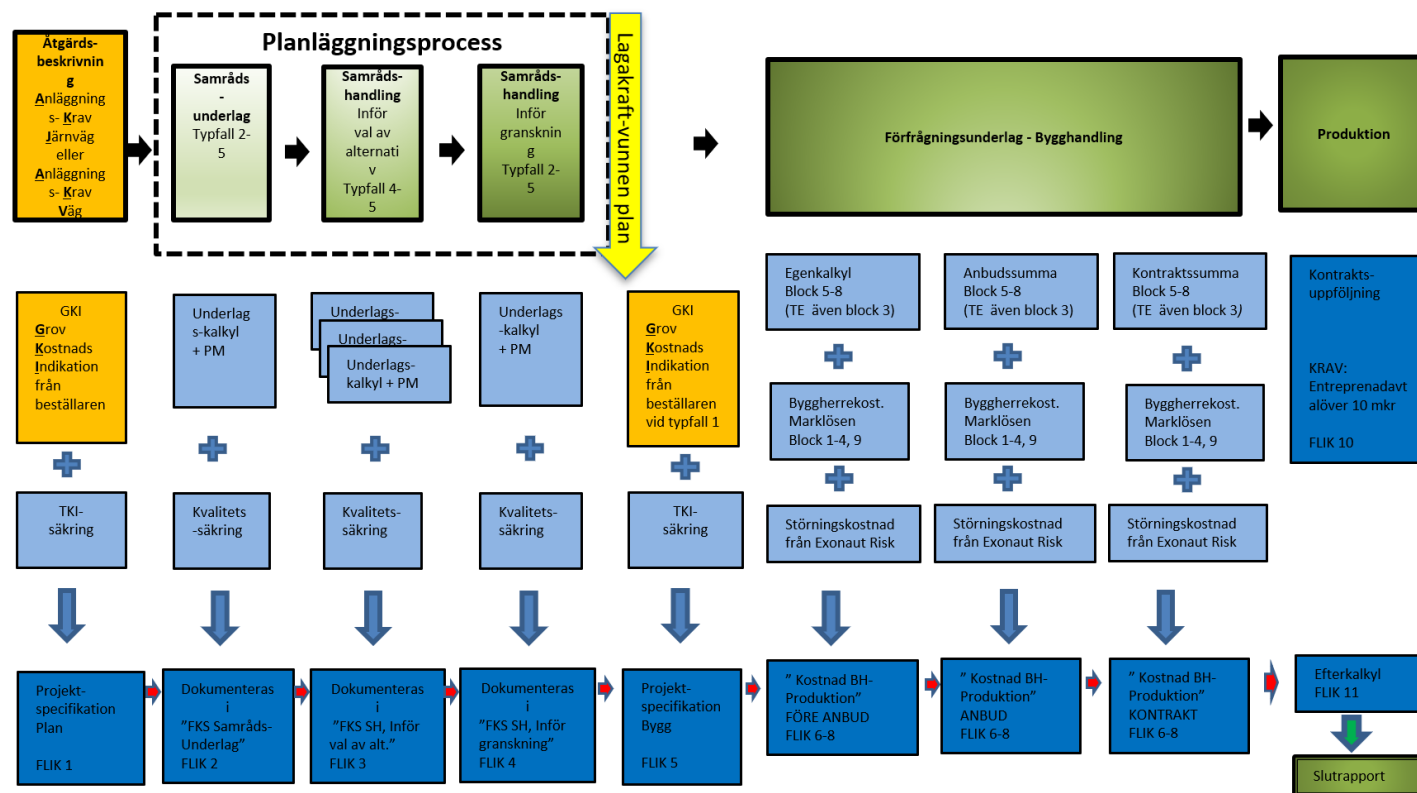 Åtgärds-
beskrivnin
g
Anläggning
s- Krav
Järnväg
eller
Anläggning
s- Krav
Väg
Planläggningsprocess
Samråds
-
underlag
Typfall 2-
5
Samråds-
handling
Inför
val av
alternati
v
Typfall 4-
5
Samråds-
handling
Inför
gransknin
g
Typfall 2-
5
Lagakraft-vunnen plan
Förfrågningsunderlag - Bygghandling
Produktion
GKI
Grov
Kostnads
Indikation
från
beställaren
Underlag
s-kalkyl
+ PM
Underlags-
Underlags-
Underlags-
kalkyl + PM
Underlags
-kalkyl
+ PM
GKI
Grov
Kostnads
Indikation
från
beställaren
vid typfall 1
Egenkalkyl
Block 5-8
(TE även block 3)
Anbudssumma
Block 5-8
(TE även block 3)
Kontraktssumma
Block 5-8
(TE även block 3)
Kontrakts-
uppföljning
KRAV:
Entreprenadavt
alöver 10 mkr
FLIK 10
Byggherrekost.
Marklösen
Block 1-4, 9
Byggherrekost.
Marklösen
Block 1-4, 9
Byggherrekost.
Marklösen
Block 1-4, 9
TKI-
säkring
Kvalitets
-säkring
Kvalitets-
säkring
Kvalitets-
säkring
TKI-
säkring
Störningskostnad
från Exonaut Risk
Störningskostnad
från Exonaut Risk
Störningskostnad
från Exonaut Risk
Projekt-
specifikation
Plan
FLIK 1
Dokumenteras
i
"FKS Samråds-
Underlag"
FLIK 2
Dokumenteras
i
"FKS SH, Inför
val av alt."
FLIK 3
Dokumenteras
i
"FKS SH, Inför
granskning"
FLIK 4
Projekt-
specifikation
Bygg
FLIK 5
” Kostnad BH-
Produktion”
FÖRE ANBUD
FLIK 6-8
” Kostnad BH-
Produktion”
ANBUD
FLIK 6-8
” Kostnad BH-
Produktion”
KONTRAKT
FLIK 6-8
Efterkalkyl
FLIK 11
Slutrapport